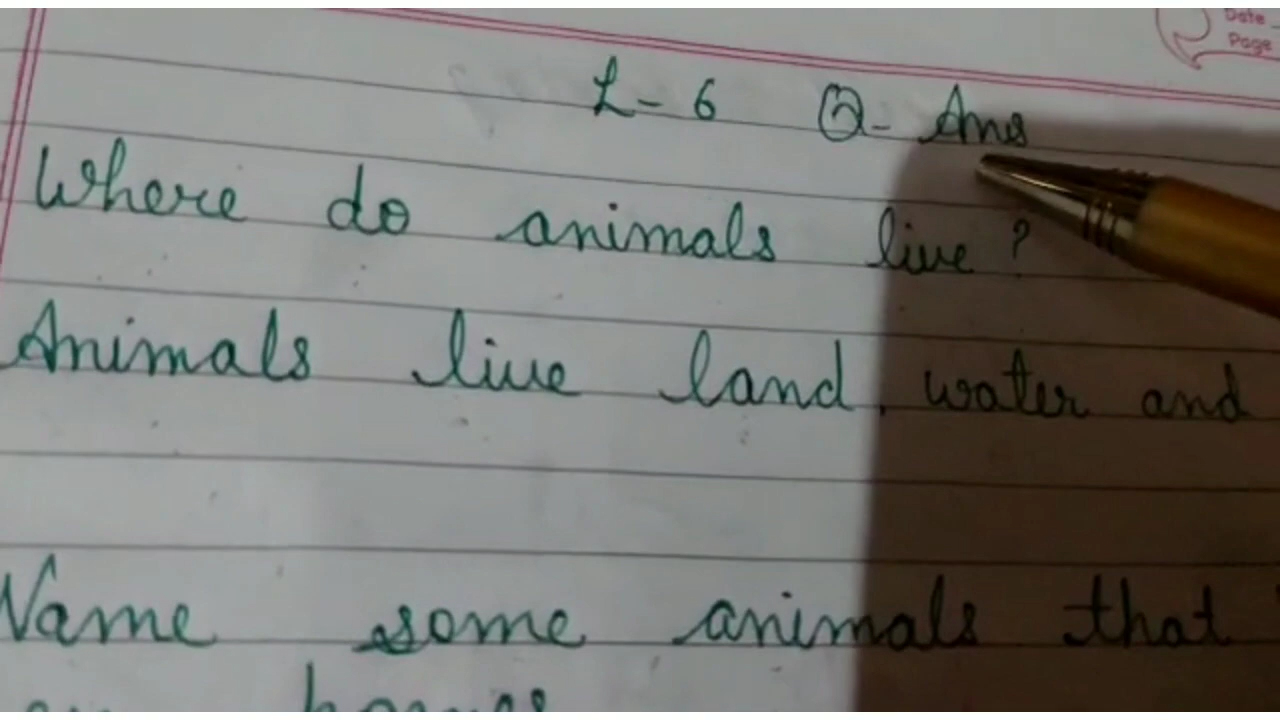 Date
Page
L - 6 Q - Ans
Where do animals live ?
Animals live land, water and
Name some animals that